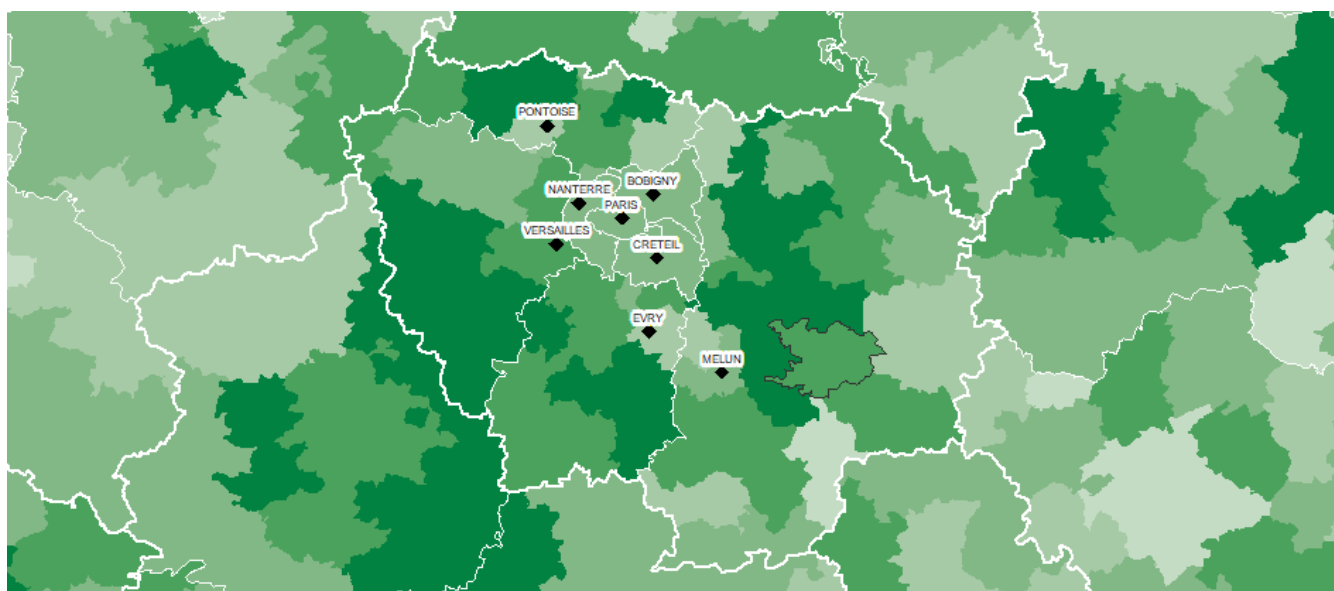 PONTOISE
BOBIGNY
NANTERRE
PARIS
VERSAILLES
CRETEIL
EVRY
MELUN